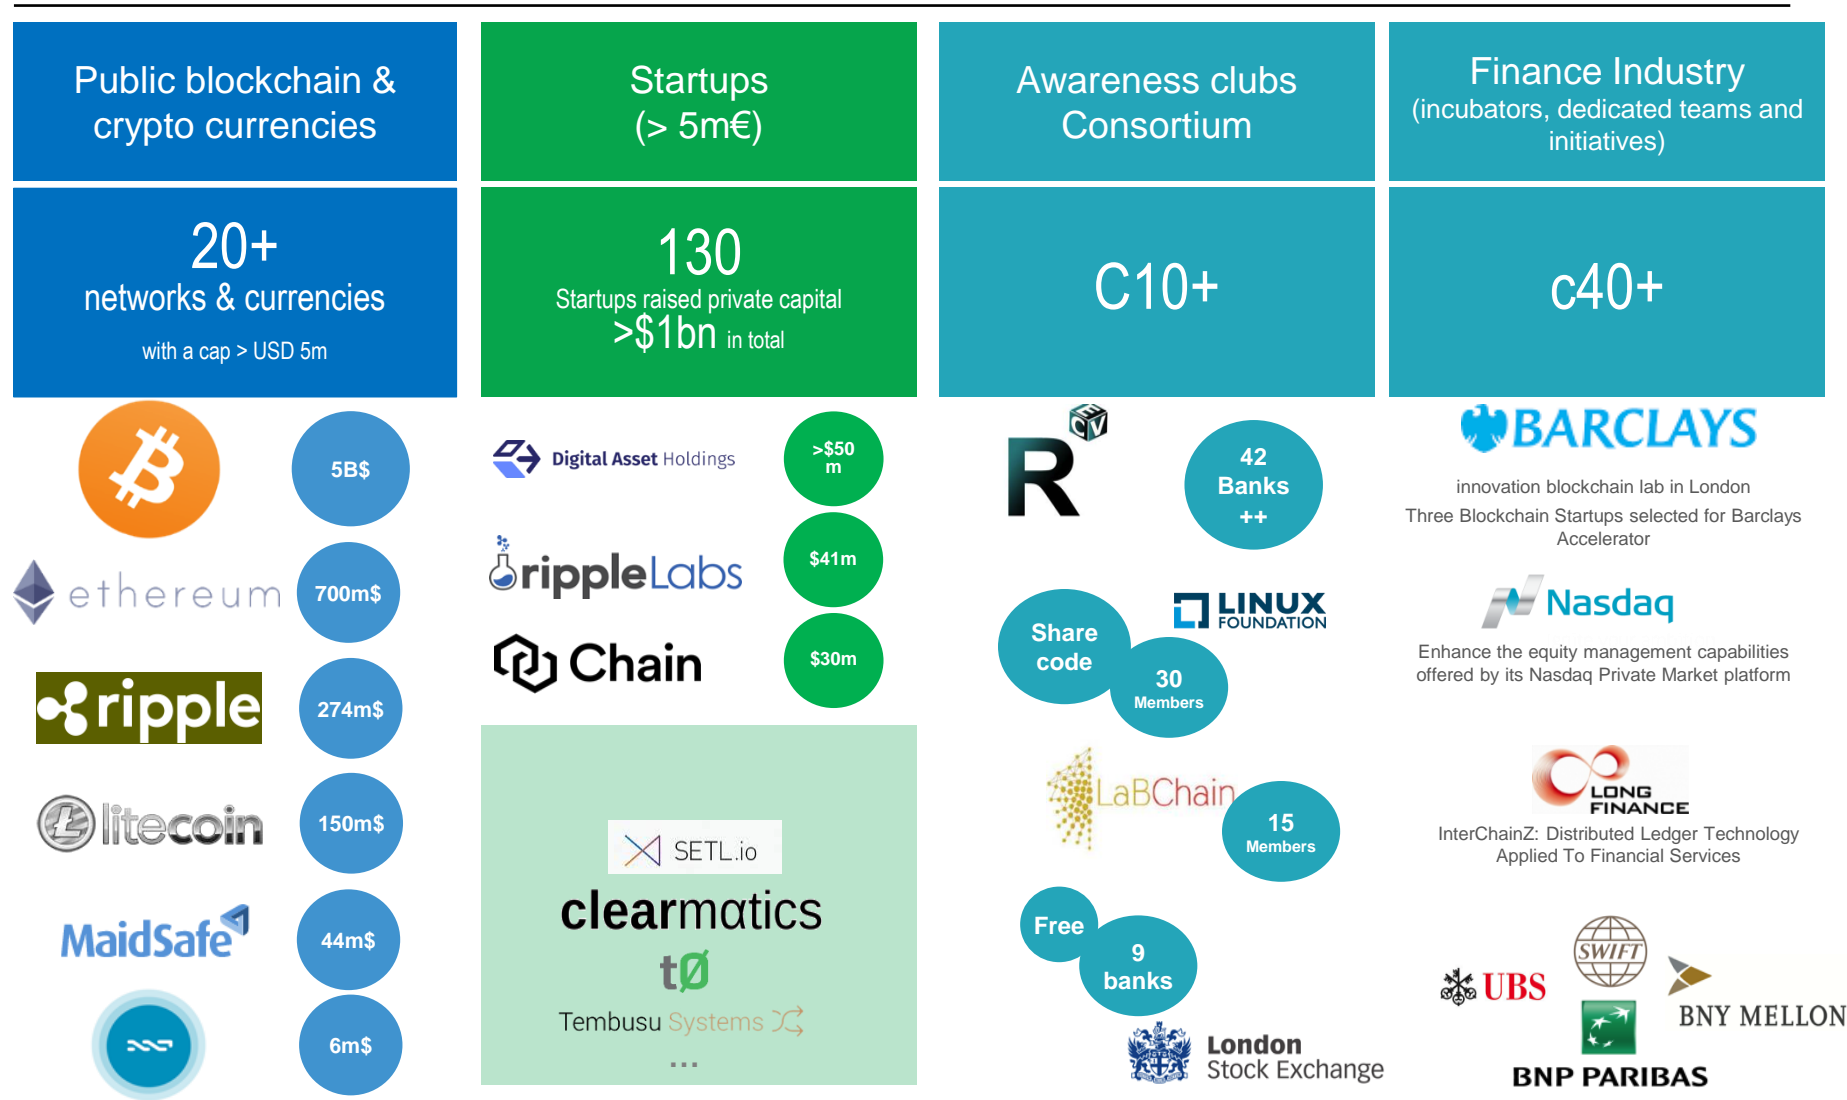 Public blockchain &
crypto currencies
20+
networks & currencies
with a cap > USD 5m
5B$
ethereum
700m$
ripple
274m$
litecoin
150m$
MaidSafe
44m$
6m$
Startups
(> 5m€)
130
Startups raised private capital
>$1bn in total
Digital Asset Holdings
>$50
m
rippleLabs
$41m
Chain
$30m
SETL.io
clearmatics
tØ
Tembusu Systems
...
Awareness clubs
Consortium
C10+
R
CEV
42
Banks
++
LINUX
FOUNDATION
Share
code
30
Members
LaBChain
15
Members
Free
9
banks
London
Stock Exchange
Finance Industry
(incubators, dedicated teams and
initiatives)
c40+
BARCLAYS
innovation blockchain lab in London
Three Blockchain Startups selected for Barclays
Accelerator
Nasdaq
Enhance the equity management capabilities
offered by its Nasdaq Private Market platform
LONG
FINANCE
InterChainZ: Distributed Ledger Technology
Applied To Financial Services
SWIFT
UBS
BNY MELLON
BNP PARIBAS